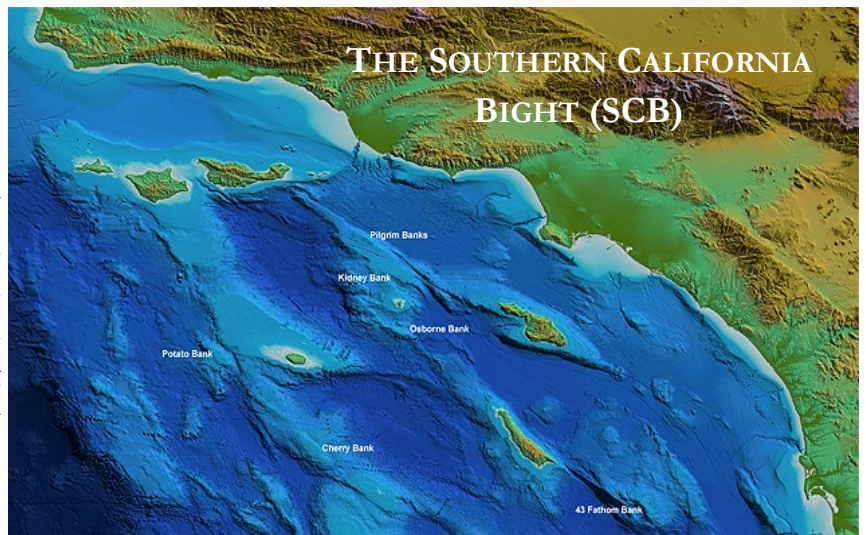 THE SOUTHERN CALIFORNIA
BIGHT (SCB)
Pilgrim Banks
Kidney Bank
Osborne Bank
Potato Bank
Cherry Bank
43 Fathom Bank